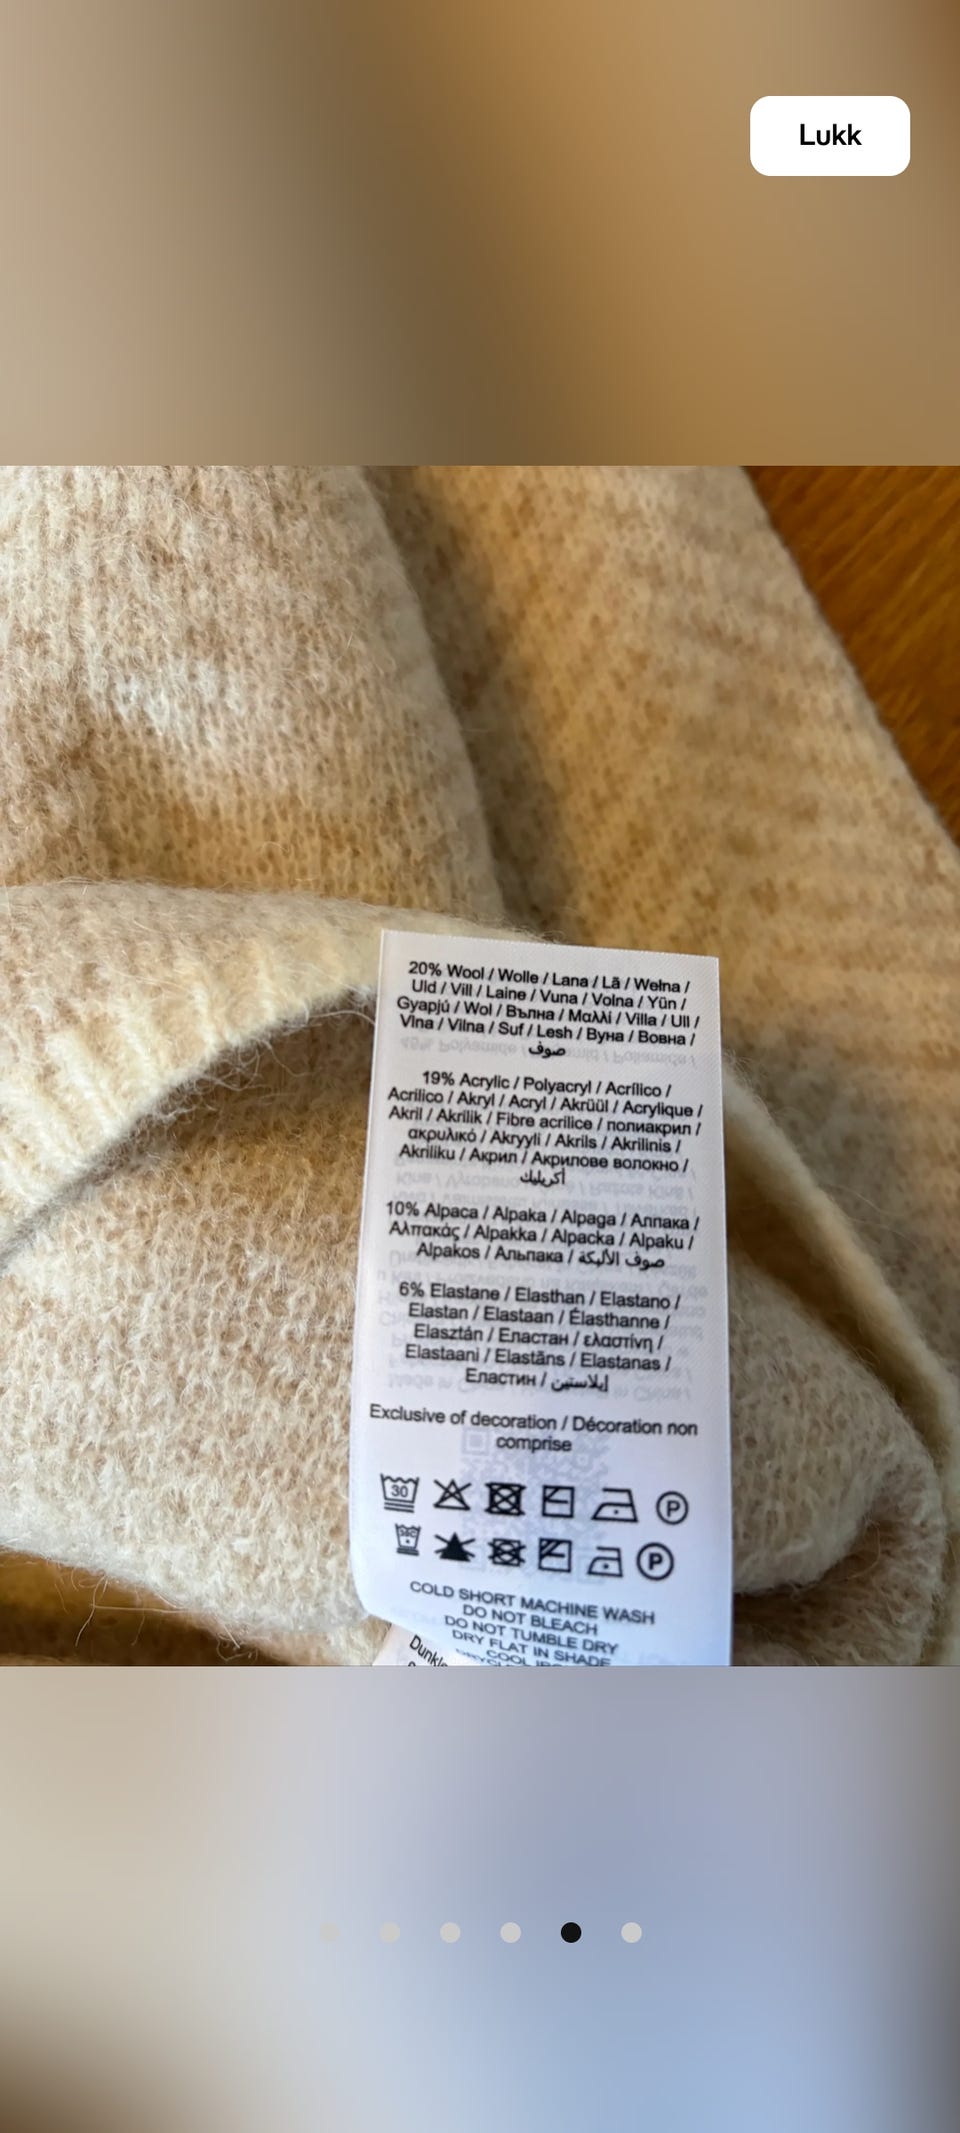 Lukk
20% Wool / Wolle / Lana / Lã / Wełna /
Uld / Vill / Laine / Vuna / Volna / Yün /
Gyapjú / Wol / Вълна / Μαλλί / Villa / Ull /
Vlna / Vilna / Suf / Lesh / Вуна / Вовна /
صوف
19% Acrylic / Polyacryl / Acrílico /
Acrilico / Akryl / Acryl / Akrüül / Acrylique /
Akril / Akrilik / Fibre acrilice / полиакрил /
ακρυλικό / Akryyli / Akrils / Akrilinis /
Akriliku / Акрил / Акрилове волокно /
أكريليك
10% Alpaca / Alpaka / Alpaga / Алпака /
Αλπακάς / Alpakka / Alpacka / Alpaku /
Alpakos / Альпака / صوف الألبكة
6% Elastane / Elasthan / Elastano /
Elastan / Elastaan / Élasthanne /
Elasztán / Еластан / ελαστίνη /
Elastaani / Elastāns / Elastanas /
Еластин / إيلاستين
Exclusive of decoration / Décoration non
comprise
30
P
P
COLD SHORT MACHINE WASH
DO NOT BLEACH
DO NOT TUMBLE DRY
DRY FLAT IN SHADE
COOL